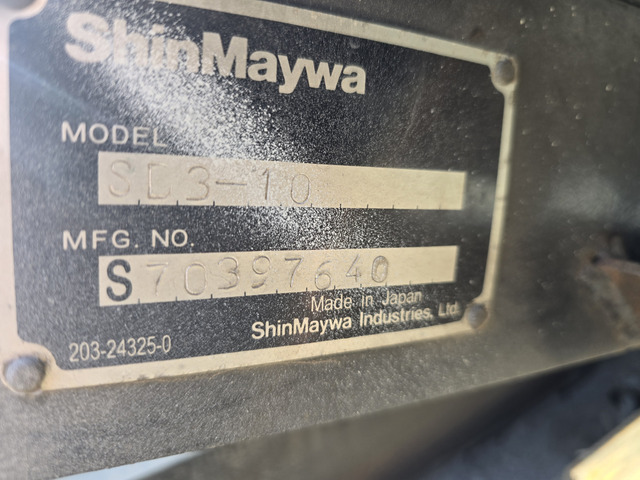 ShinMaywa
MODEL
SD3-10
MFG. NO.
S70397640
Made in Japan
203-24325-0
ShinMaywa Industries, Ltd.